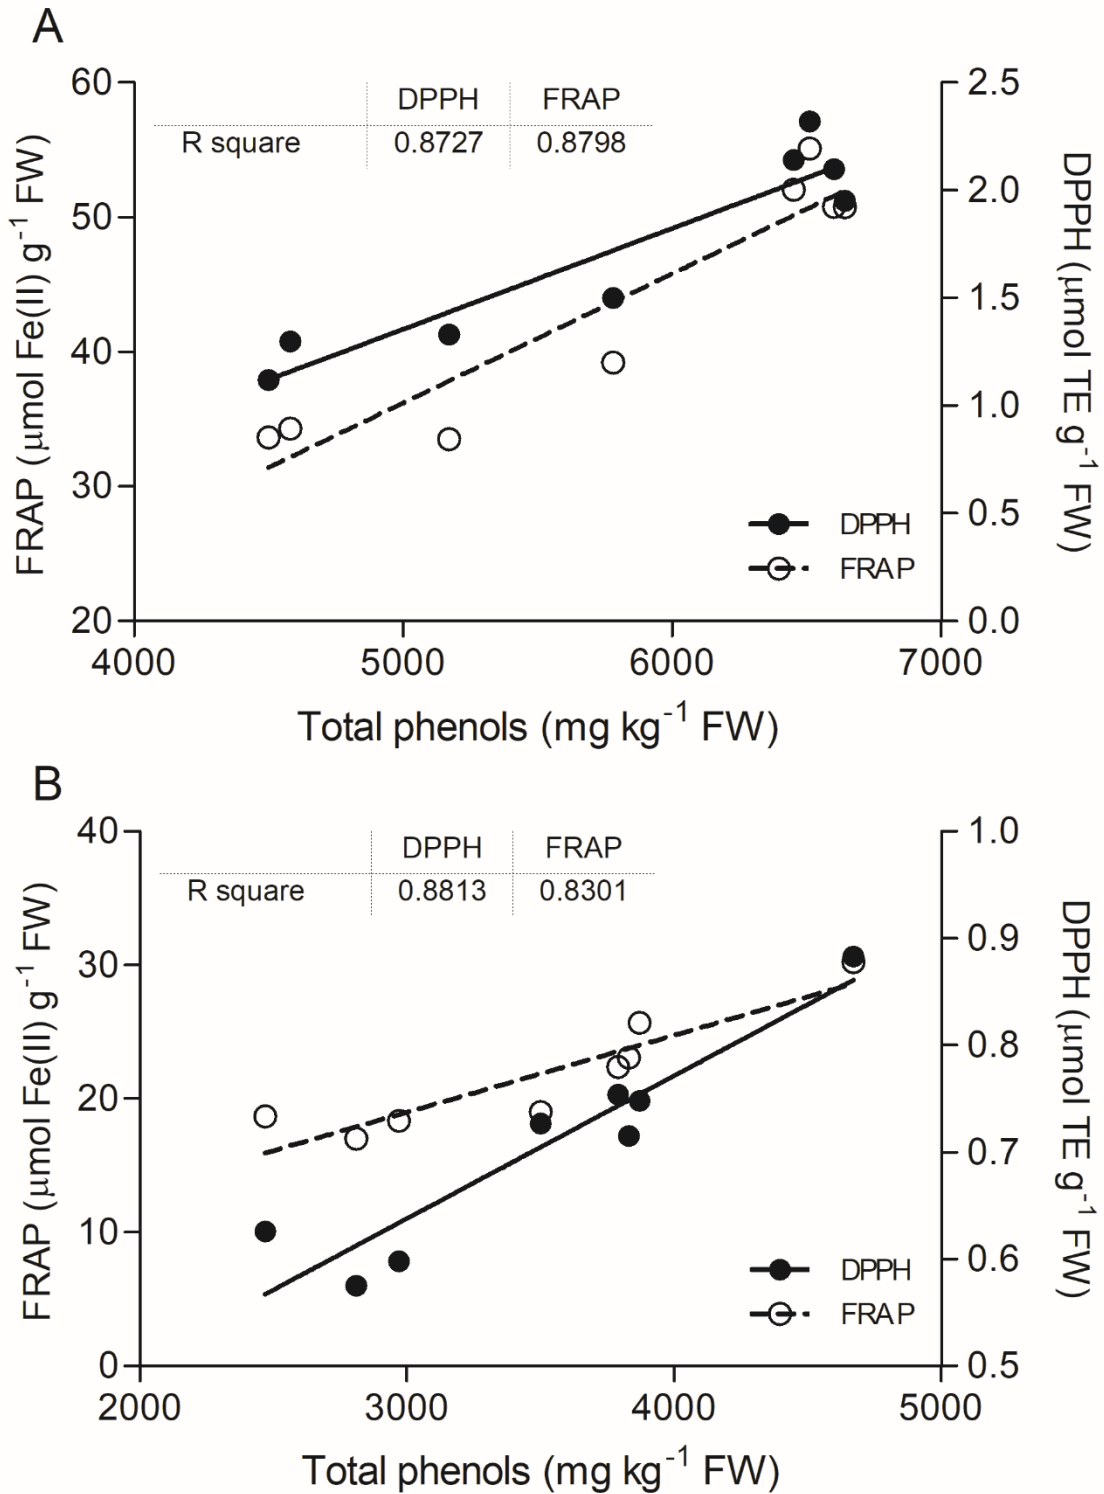 A
DPPH FRAP
R square 0.8727 0.8798
60
50
40
30
20
FRAP (μmol Fe(II) g⁻¹ FW)
2.5
2.0
1.5
1.0
0.5
0.0
DPPH (μmol TE g⁻¹ FW)
DPPH
FRAP
4000 5000 6000 7000
Total phenols (mg kg⁻¹ FW)
B
DPPH FRAP
R square 0.8813 0.8301
40
30
20
10
0
FRAP (μmol Fe(II) g⁻¹ FW)
1.0
0.9
0.8
0.7
0.6
0.5
DPPH (μmol TE g⁻¹ FW)
DPPH
FRAP
2000 3000 4000 5000
Total phenols (mg kg⁻¹ FW)